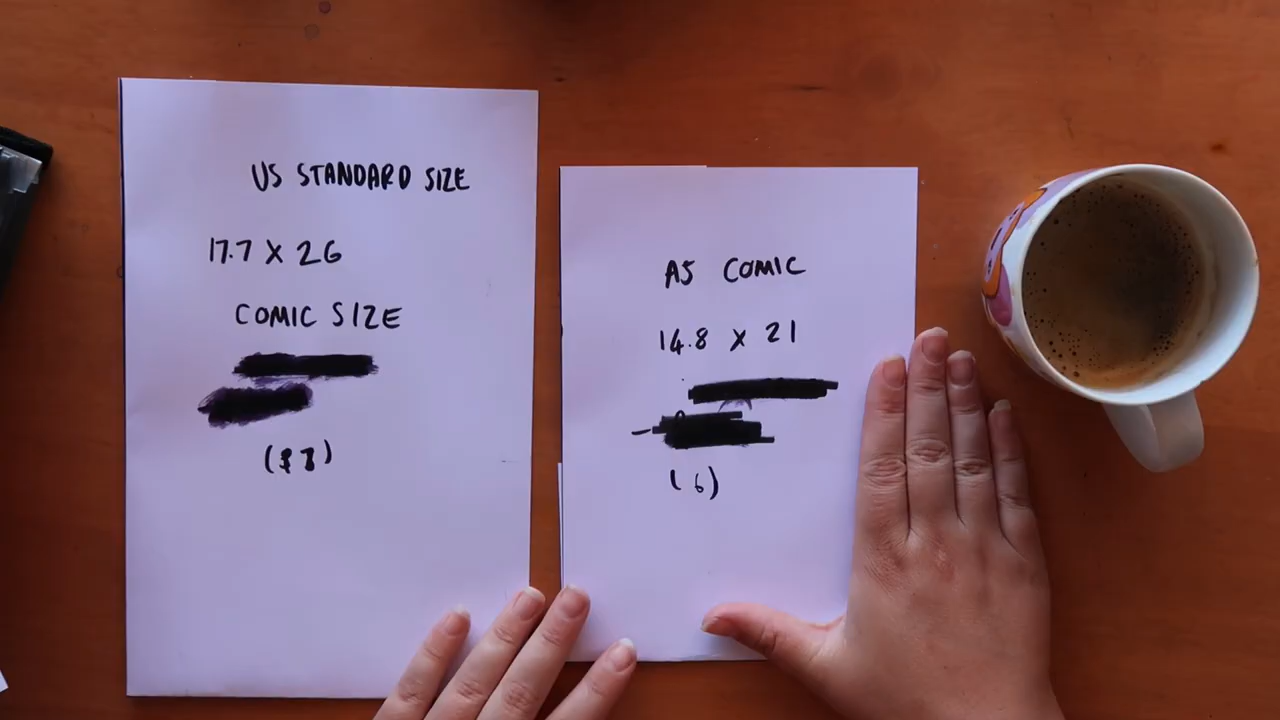 US STANDARD SIZE
17.7 X 26
COMIC SIZE
A5 COMIC
14.8 X 21
(6)